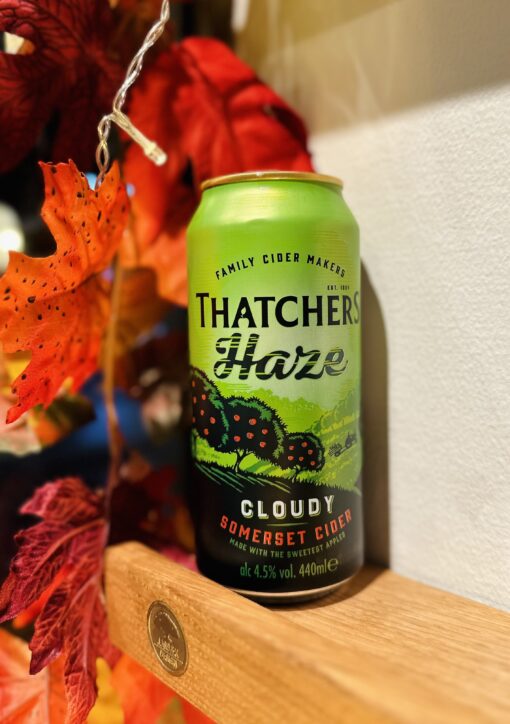 FAMILY CIDER MAKERS
EST. 1904
THATCHERS
Haze
CLOUDY
SOMERSET CIDER
MADE WITH THE SWEETEST APPLES
alc 4.5% vol. 440ml℮